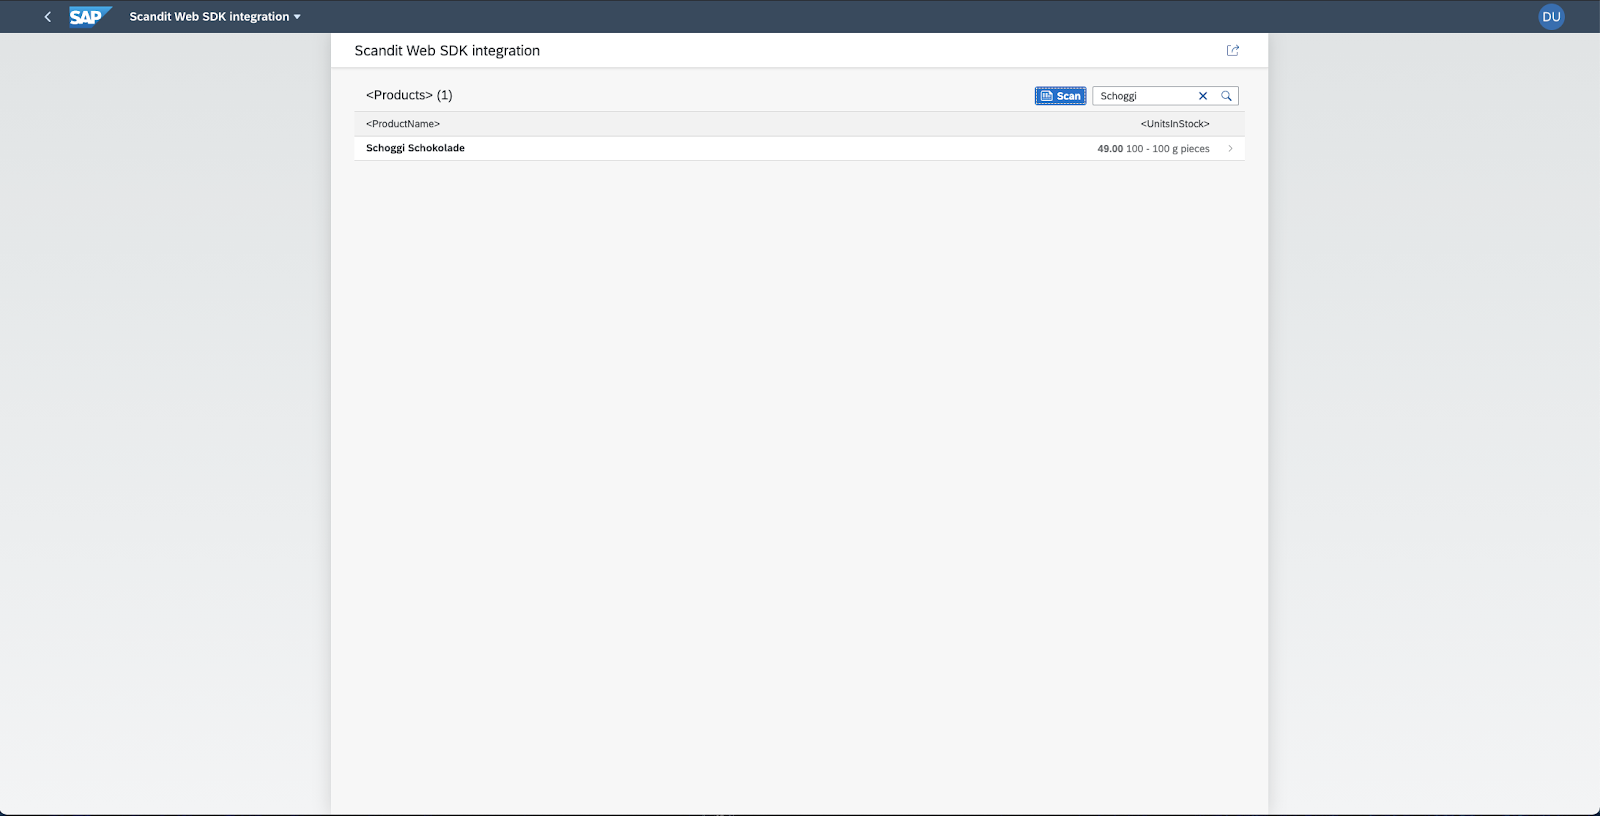 SAP Scandit Web SDK integration DU
Scandit Web SDK integration
<Products> (1) Scan Schoggi
<ProductName> <UnitsInStock>
Schoggi Schokolade 49.00 100 - 100 g pieces